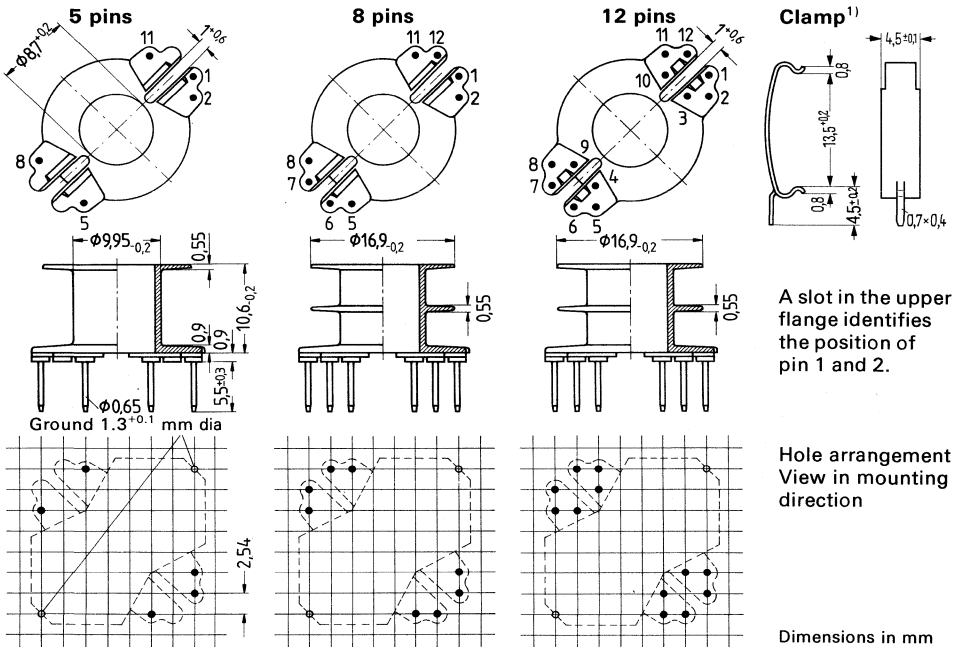 5 pins
8 pins
12 pins
Clamp¹⁾
Φ8,7+0,2
11
1+0,6
1
2
8
5
11 12
1
2
8
7
6 5
11 12
1+0,6
10
1
2
3
9
8
7
4
6 5
4,5±0,1
0,8
13,5+0,2
0,8
4,5±0,2
0,7×0,4
Φ9,95-0,2
0,55
10,6-0,2
0,9
0,9
5,5±0,3
Φ0,65
Φ16,9-0,2
0,55
Φ16,9-0,2
0,55
A slot in the upper
flange identifies
the position of
pin 1 and 2.
Ground 1.3+0.1 mm dia
2,54
Hole arrangement
View in mounting
direction
Dimensions in mm